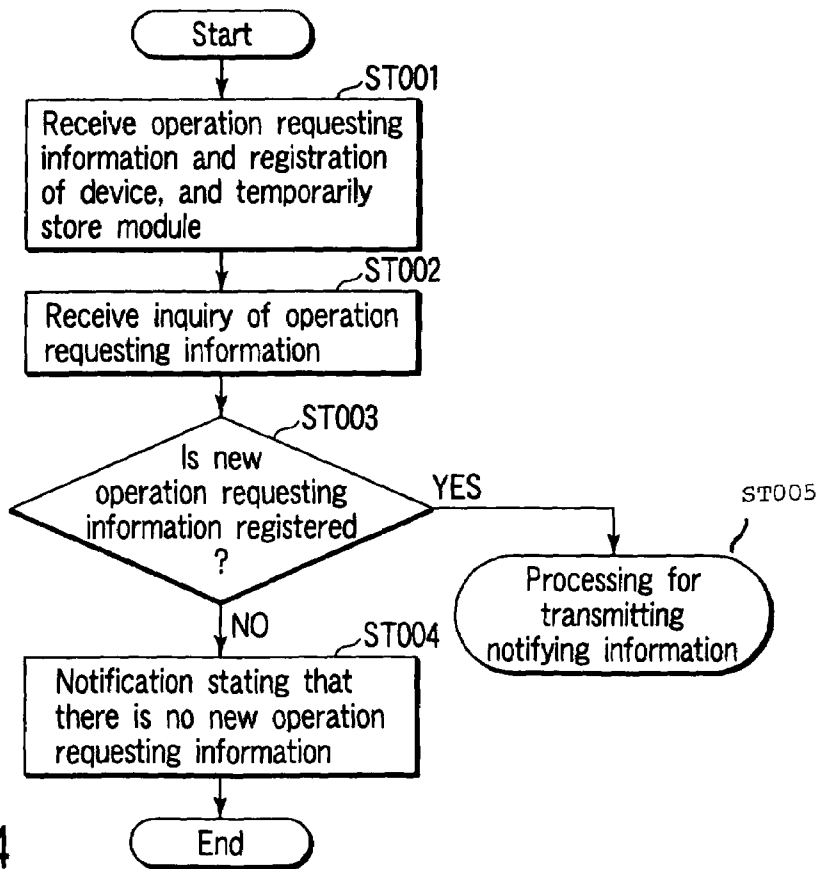 Start
ST001
Receive operation requesting
information and registration
of device, and temporarily
store module
ST002
Receive inquiry of operation
requesting information
ST003
Is new
operation requesting
information registered
?
YES
ST005
Processing for
transmitting
notifying information
NO
ST004
Notification stating that
there is no new operation
requesting information
End
4